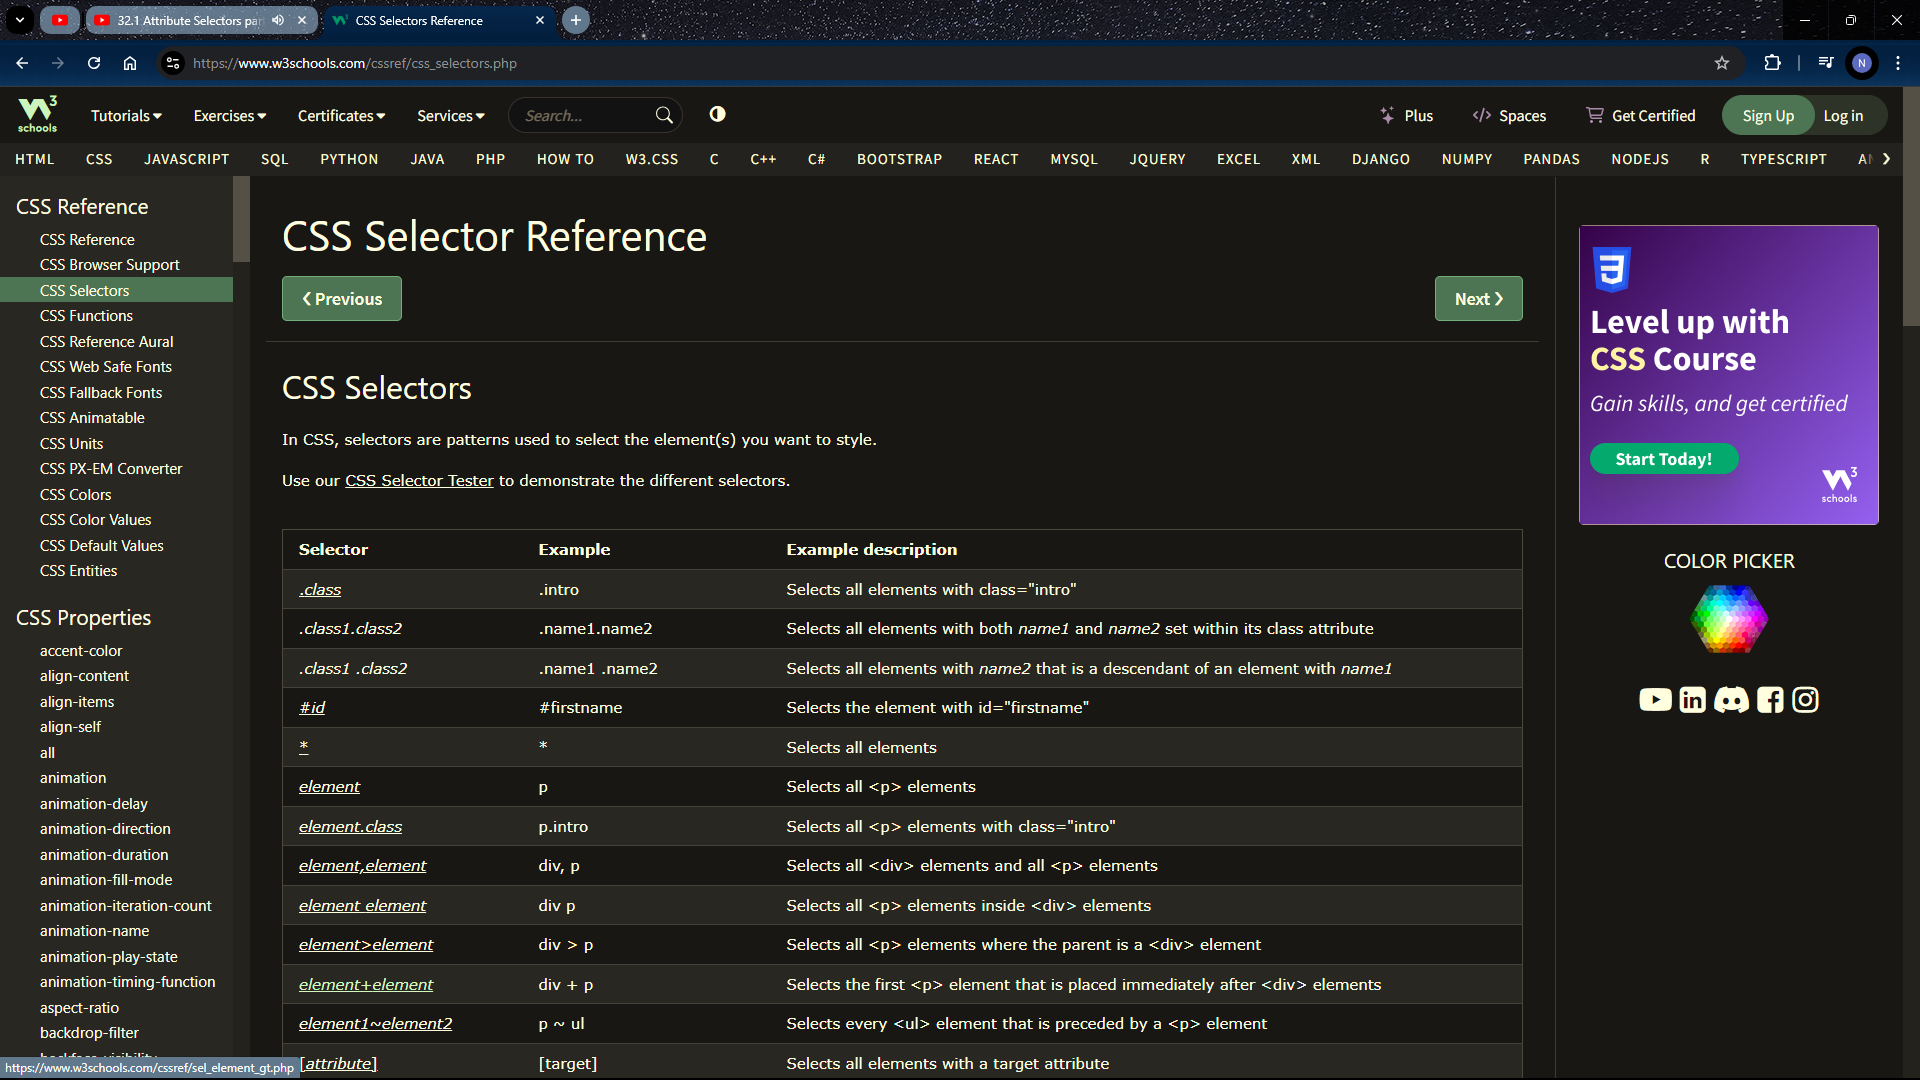 32.1 Attribute Selectors par
CSS Selectors Reference
https://www.w3schools.com/cssref/css_selectors.php
N
W3 schools
Tutorials
Exercises
Certificates
Services
Search...
Plus
Spaces
Get Certified
Sign Up
Log in
HTML CSS JAVASCRIPT SQL PYTHON JAVA PHP HOW TO W3.CSS C C++ C# BOOTSTRAP REACT MYSQL JQUERY EXCEL XML DJANGO NUMPY PANDAS NODEJS R TYPESCRIPT
CSS Reference
CSS Reference
CSS Browser Support
CSS Selectors
CSS Functions
CSS Reference Aural
CSS Web Safe Fonts
CSS Fallback Fonts
CSS Animatable
CSS Units
CSS PX-EM Converter
CSS Colors
CSS Color Values
CSS Default Values
CSS Entities
CSS Properties
accent-color
align-content
align-items
align-self
all
animation
animation-delay
animation-direction
animation-duration
animation-fill-mode
animation-iteration-count
animation-name
animation-play-state
animation-timing-function
aspect-ratio
backdrop-filter
https://www.w3schools.com/cssref/sel_element_gt.php
CSS Selector Reference
❮ Previous
Next ❯
CSS Selectors
In CSS, selectors are patterns used to select the element(s) you want to style.
Use our CSS Selector Tester to demonstrate the different selectors.
Selector Example Example description
.class .intro Selects all elements with class="intro"
.class1.class2 .name1.name2 Selects all elements with both name1 and name2 set within its class attribute
.class1 .class2 .name1 .name2 Selects all elements with name2 that is a descendant of an element with name1
#id #firstname Selects the element with id="firstname"
* * Selects all elements
element p Selects all <p> elements
element.class p.intro Selects all <p> elements with class="intro"
element,element div, p Selects all <div> elements and all <p> elements
element element div p Selects all <p> elements inside <div> elements
element>element div > p Selects all <p> elements where the parent is a <div> element
element+element div + p Selects the first <p> element that is placed immediately after <div> elements
element1~element2 p ~ ul Selects every <ul> element that is preceded by a <p> element
[attribute] [target] Selects all elements with a target attribute
3
Level up with
CSS Course
Gain skills, and get certified
Start Today!
W3 schools
COLOR PICKER
in